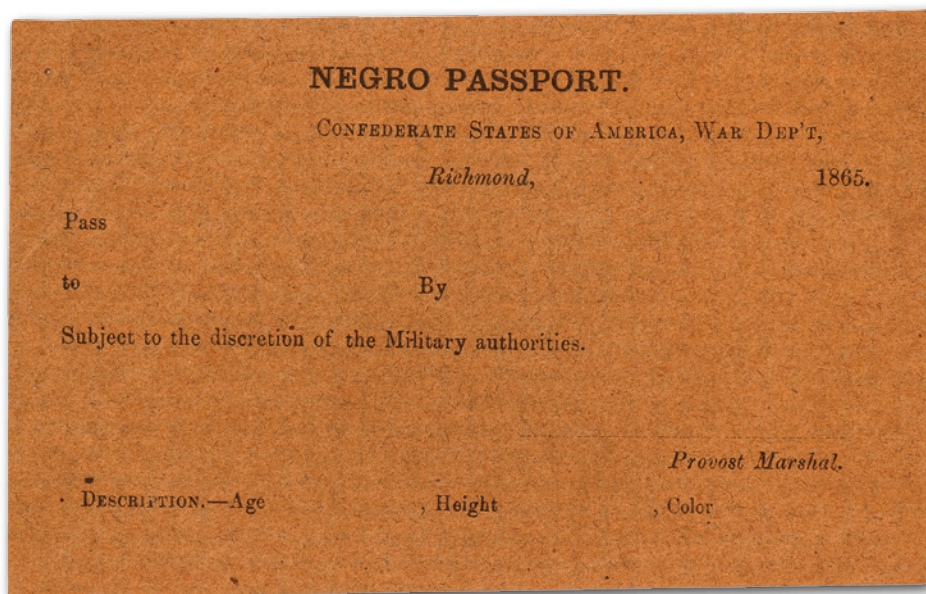 NEGRO PASSPORT.
CONFEDERATE STATES OF AMERICA, WAR DEP'T,
Richmond, 1865.
Pass
to By
Subject to the discretion of the Military authorities.
Provost Marshal.
DESCRIPTION.—Age , Height , Color